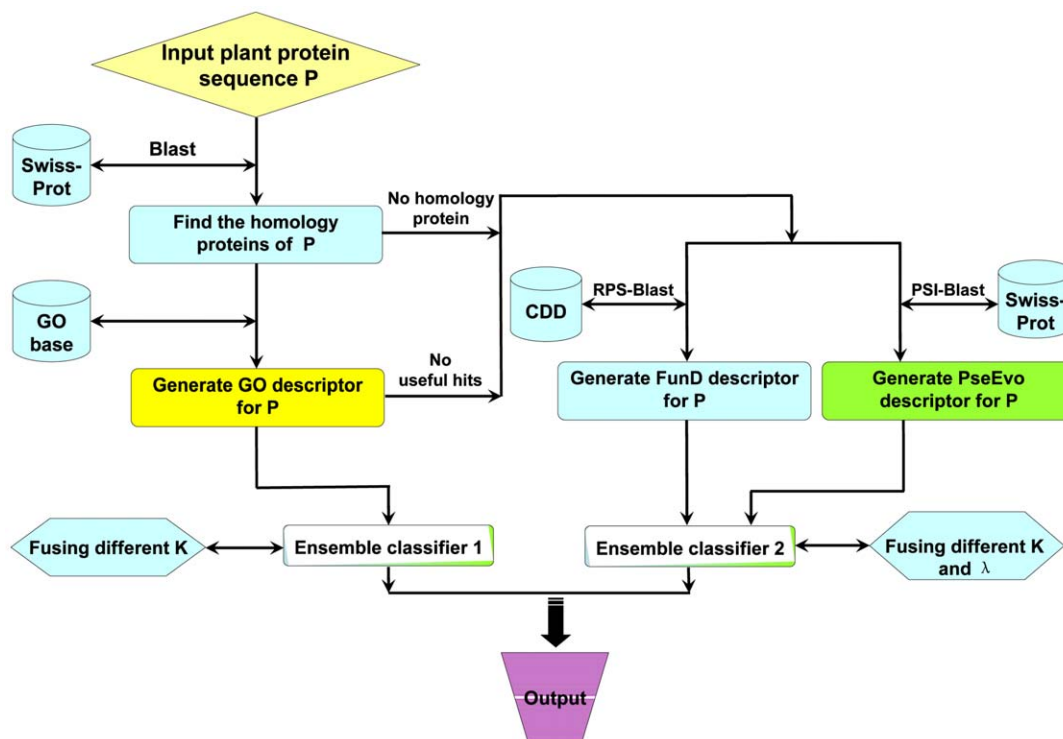 Input plant protein
sequence P
Blast
Swiss-
Prot
No homology
protein
Find the homology
proteins of P
RPS-Blast
PSI-Blast
CDD
Swiss-
Prot
GO
base
No
useful hits
Generate GO descriptor
for P
Generate FunD descriptor
for P
Generate PseEvo
descriptor for P
Fusing different K
Ensemble classifier 1
Ensemble classifier 2
Fusing different K
and λ
Output